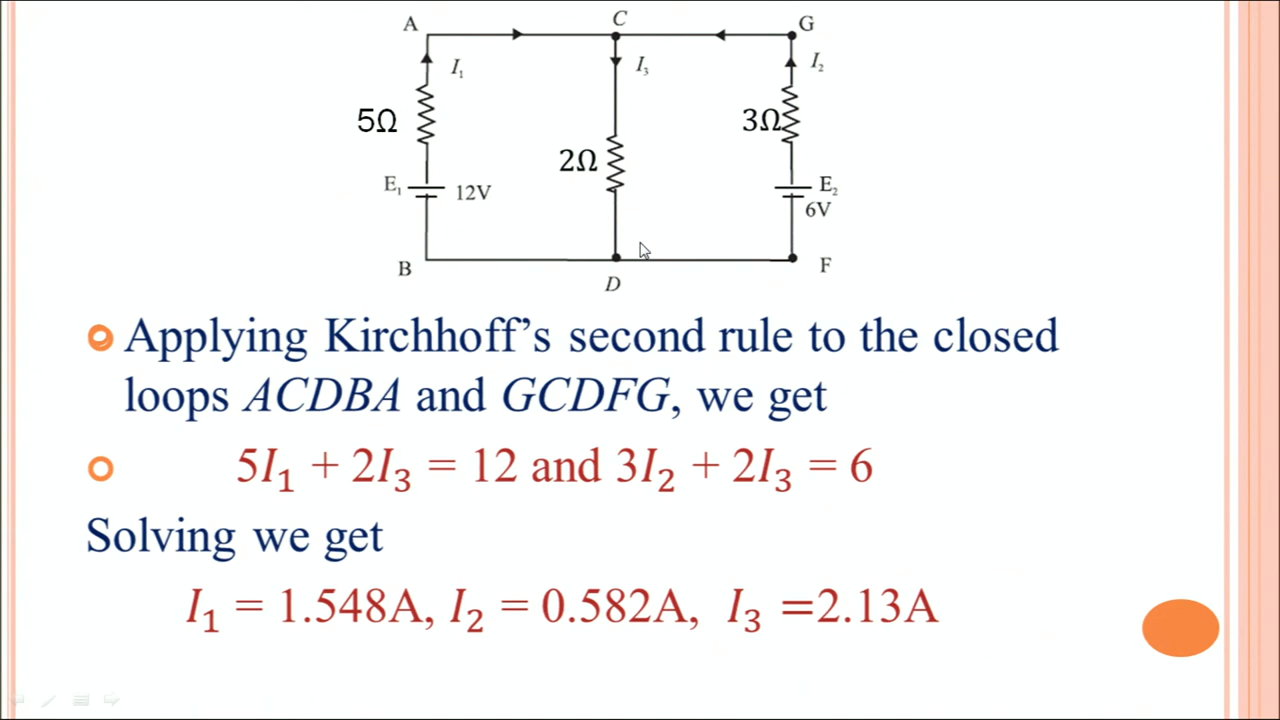 A C G
I₁ I₃ I₂
5Ω 3Ω
2Ω
E₁ 12V E₂
6V
B F
D
Applying Kirchhoff’s second rule to the closed
loops ACDBA and GCDFG, we get
5I₁ + 2I₃ = 12 and 3I₂ + 2I₃ = 6
Solving we get
I₁ = 1.548A, I₂ = 0.582A, I₃ =2.13A